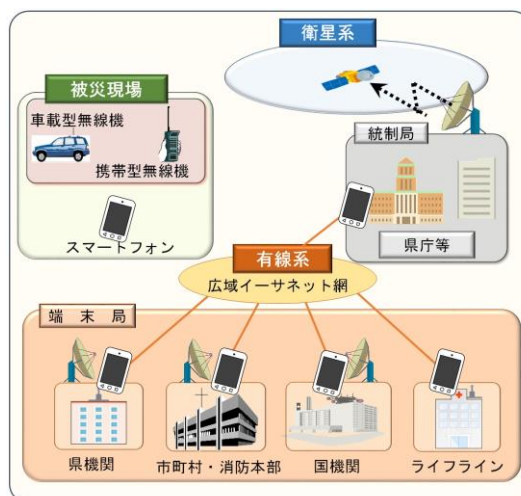 衛星系
被災現場
車載型無線機
携帯型無線機
スマートフォン
統制局
県庁等
有線系
広域イーサネット網
端末局
県機関
市町村・消防本部
国機関
ライフライン